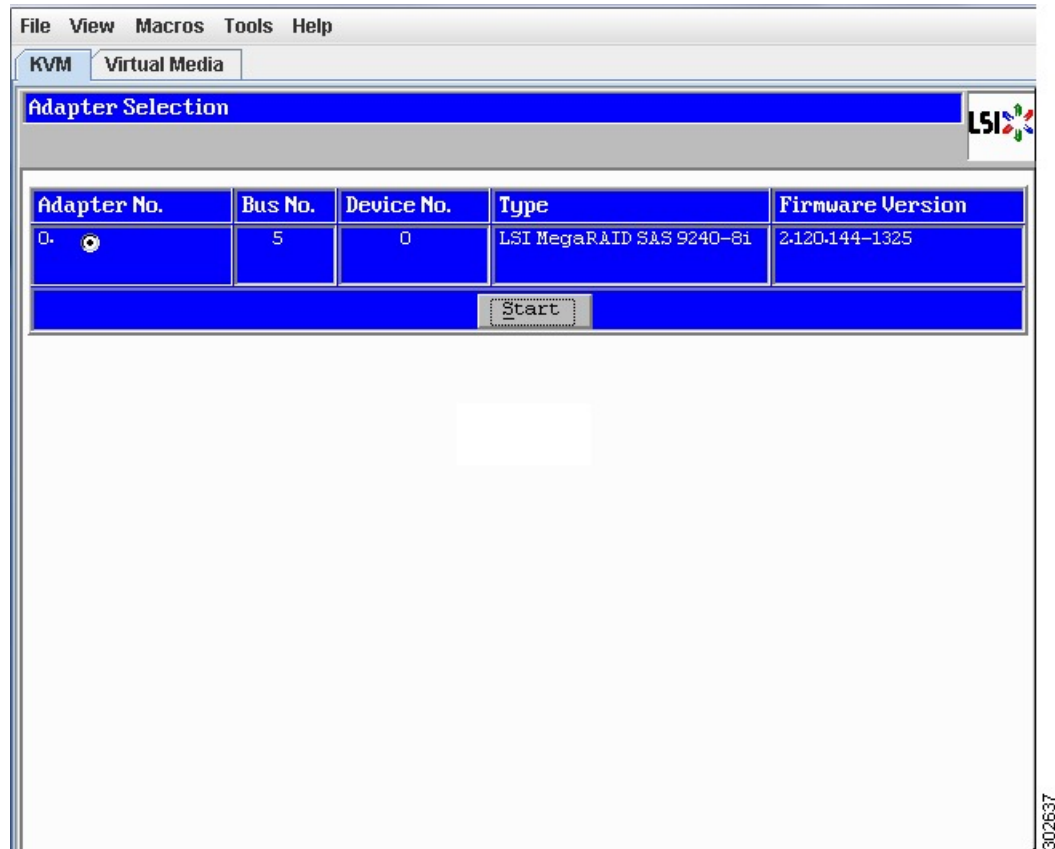 File View Macros Tools Help
KVM Virtual Media
Adapter Selection
LSI
Adapter No. Bus No. Device No. Type Firmware Version
0. 5 0 LSI MegaRAID SAS 9240-8i 2.120.144-1325
Start
302637